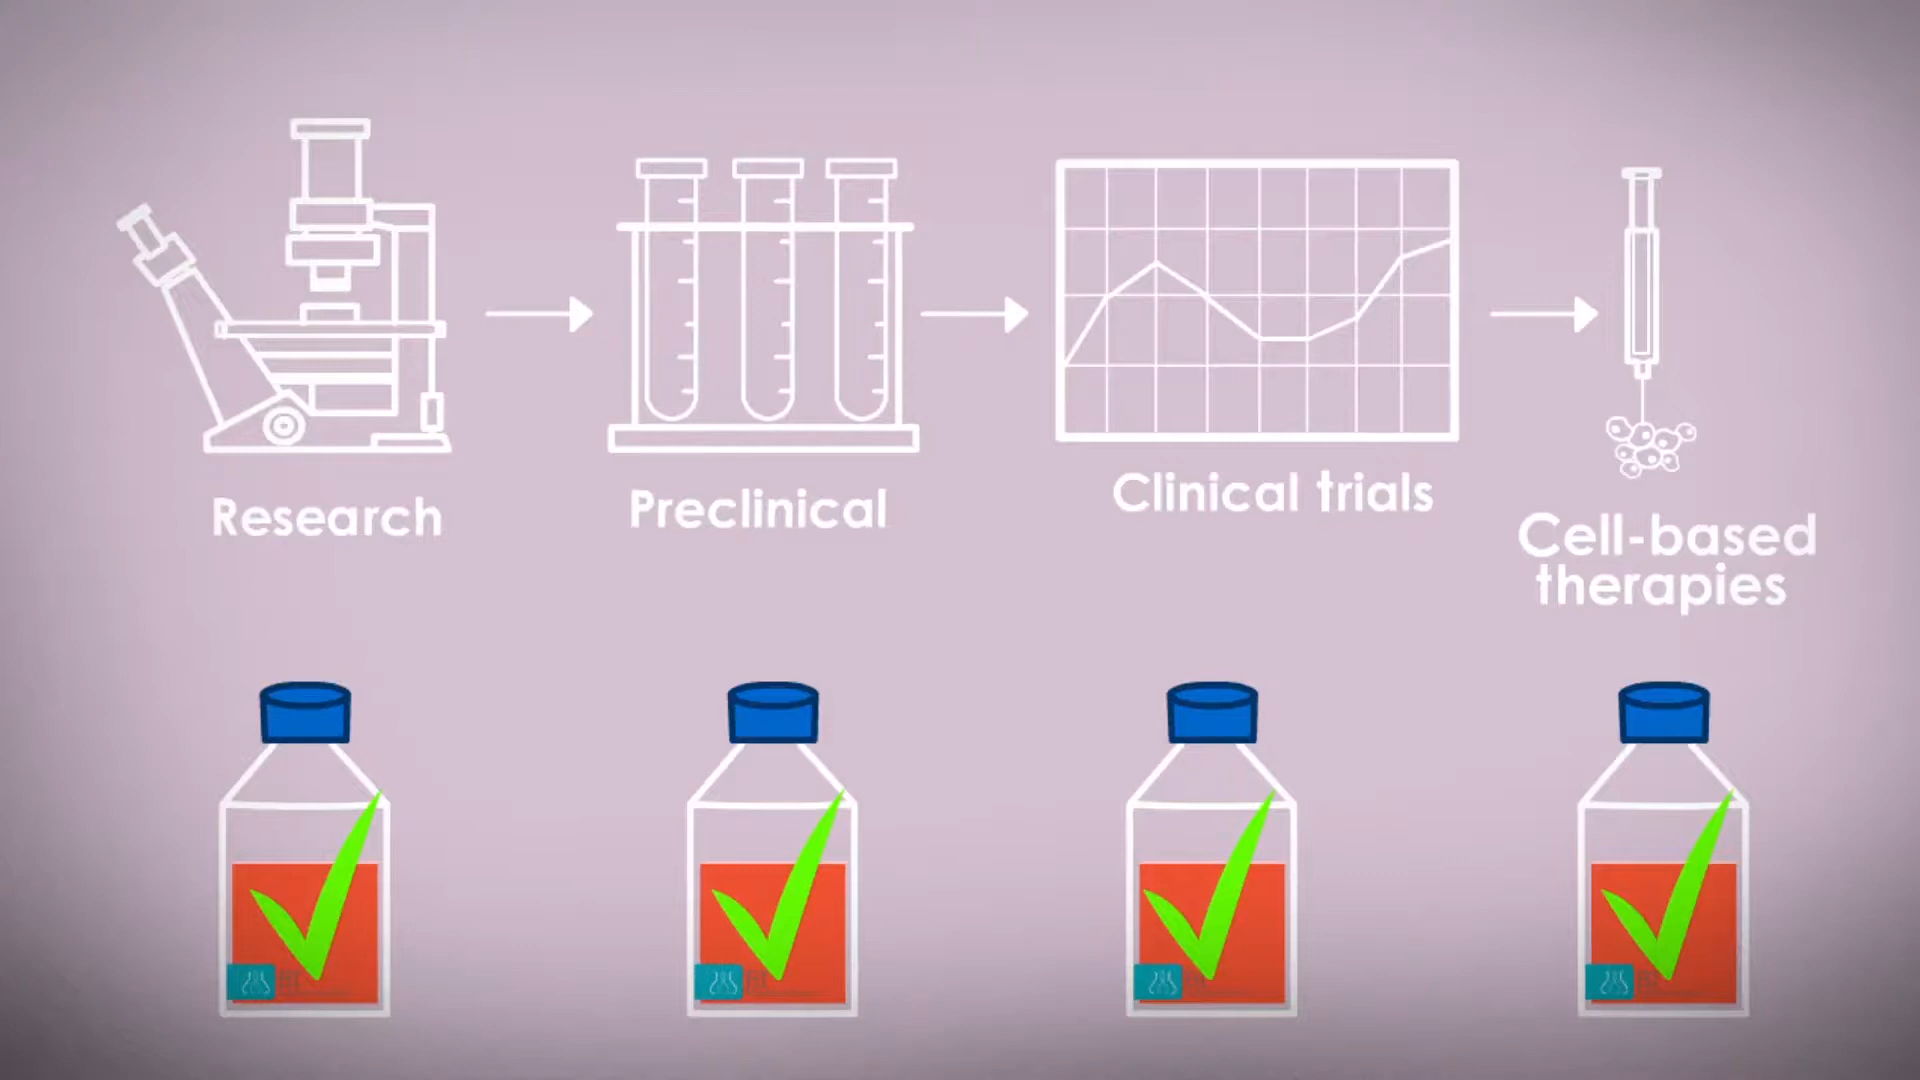 Research
Preclinical
Clinical trials
Cell-based
therapies